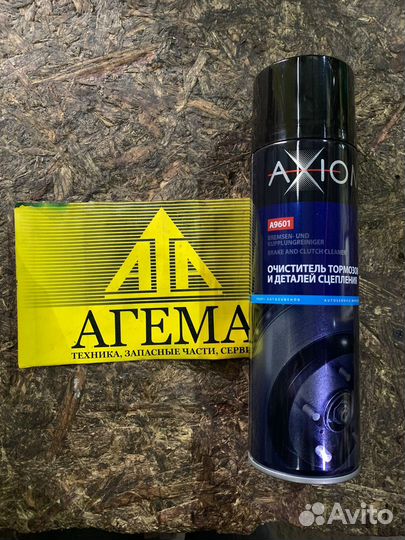 АГЕМА
ТЕХНИКА, ЗАПАСНЫЕ ЧАСТИ, СЕРВИ
AXIOM
A9601
BREMSEN- UND
KUPPLUNGREINIGER
BRAKE AND CLUTCH CLEANER
ОЧИСТИТЕЛЬ ТОРМОЗОВ
И ДЕТАЛЕЙ СЦЕПЛЕНИЯ
Avito